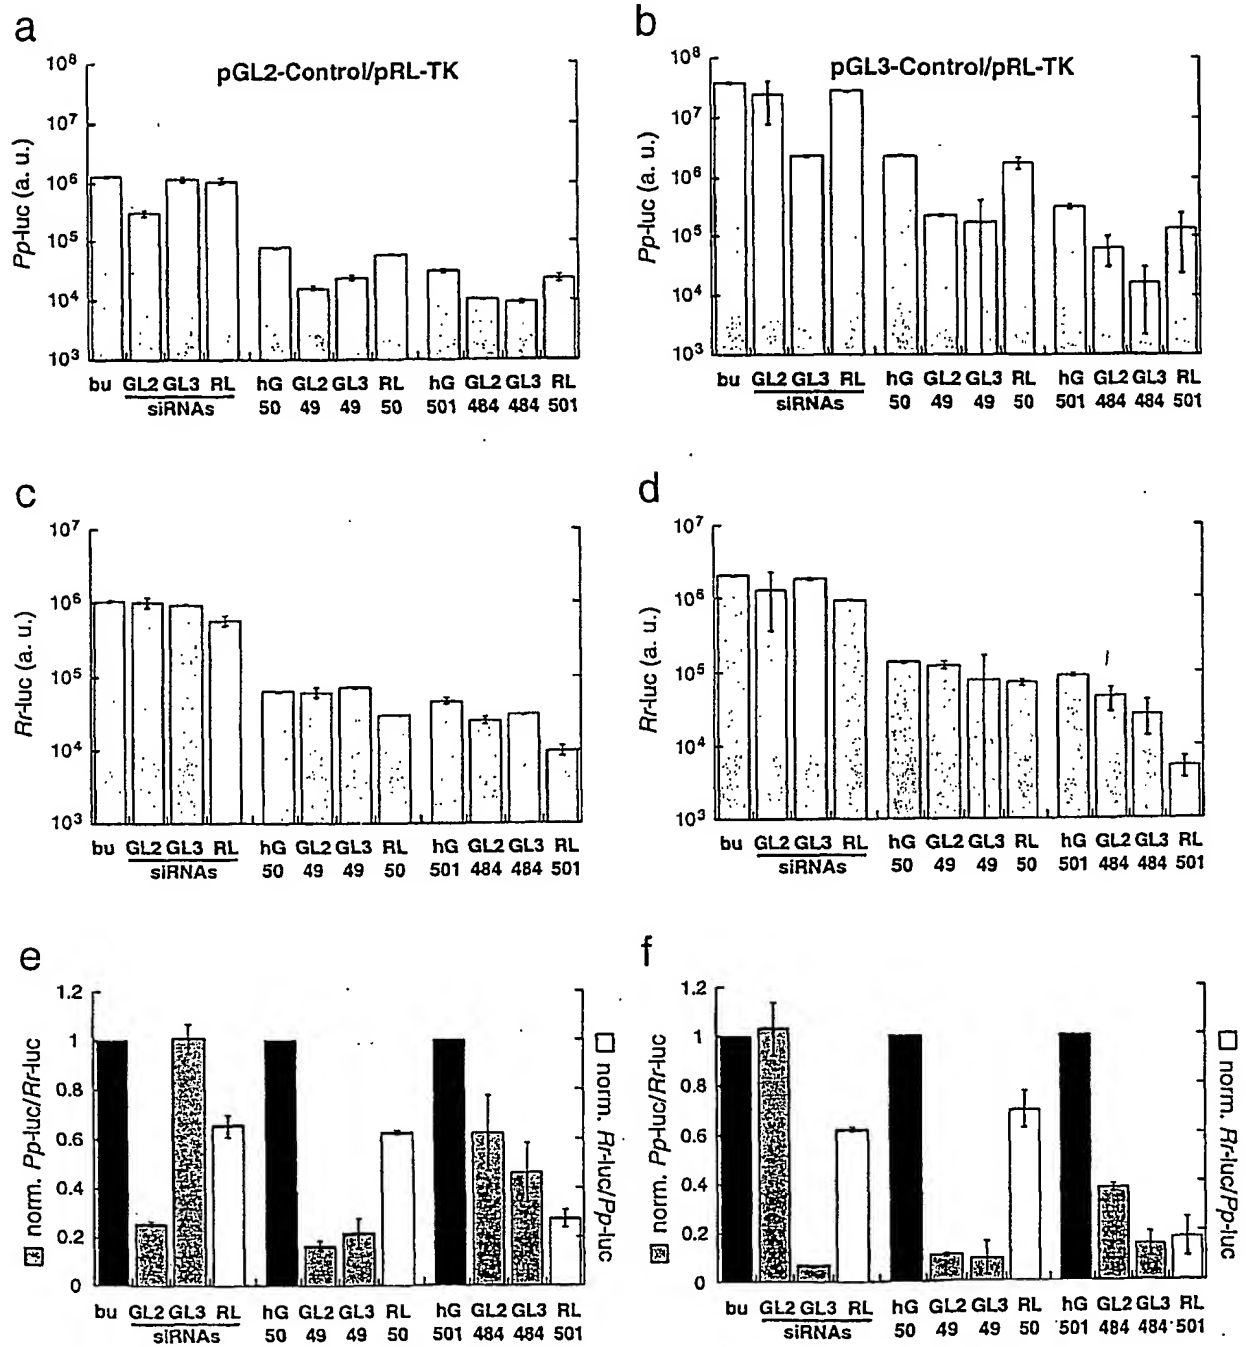 a
pGL2-Control/pRL-TK
10⁸
10⁷
10⁶
10⁵
10⁴
10³
Pp-luc (a. u.)
bu GL2 GL3 RL hG GL2 GL3 RL hG GL2 GL3 RL
siRNAs 50 49 49 50 501 484 484 501
b
pGL3-Control/pRL-TK
10⁸
10⁷
10⁶
10⁵
10⁴
10³
Pp-luc (a. u.)
bu GL2 GL3 RL hG GL2 GL3 RL hG GL2 GL3 RL
siRNAs 50 49 49 50 501 484 484 501
c
10⁷
10⁶
10⁵
10⁴
10³
Rr-luc (a. u.)
bu GL2 GL3 RL hG GL2 GL3 RL hG GL2 GL3 RL
siRNAs 50 49 49 50 501 484 484 501
d
10⁷
10⁶
10⁵
10⁴
10³
Rr-luc (a. u.)
bu GL2 GL3 RL hG GL2 GL3 RL hG GL2 GL3 RL
siRNAs 50 49 49 50 501 484 484 501
e
1.2
1
0.8
0.6
0.4
0.2
0
norm. Pp-luc/Rr-luc
norm. Rr-luc/Pp-luc
bu GL2 GL3 RL hG GL2 GL3 RL hG GL2 GL3 RL
siRNAs 50 49 49 50 501 484 484 501
f
1.2
1
0.8
0.6
0.4
0.2
0
norm. Pp-luc/Rr-luc
norm. Rr-luc/Pp-luc
bu GL2 GL3 RL hG GL2 GL3 RL hG GL2 GL3 RL
siRNAs 50 49 49 50 501 484 484 501